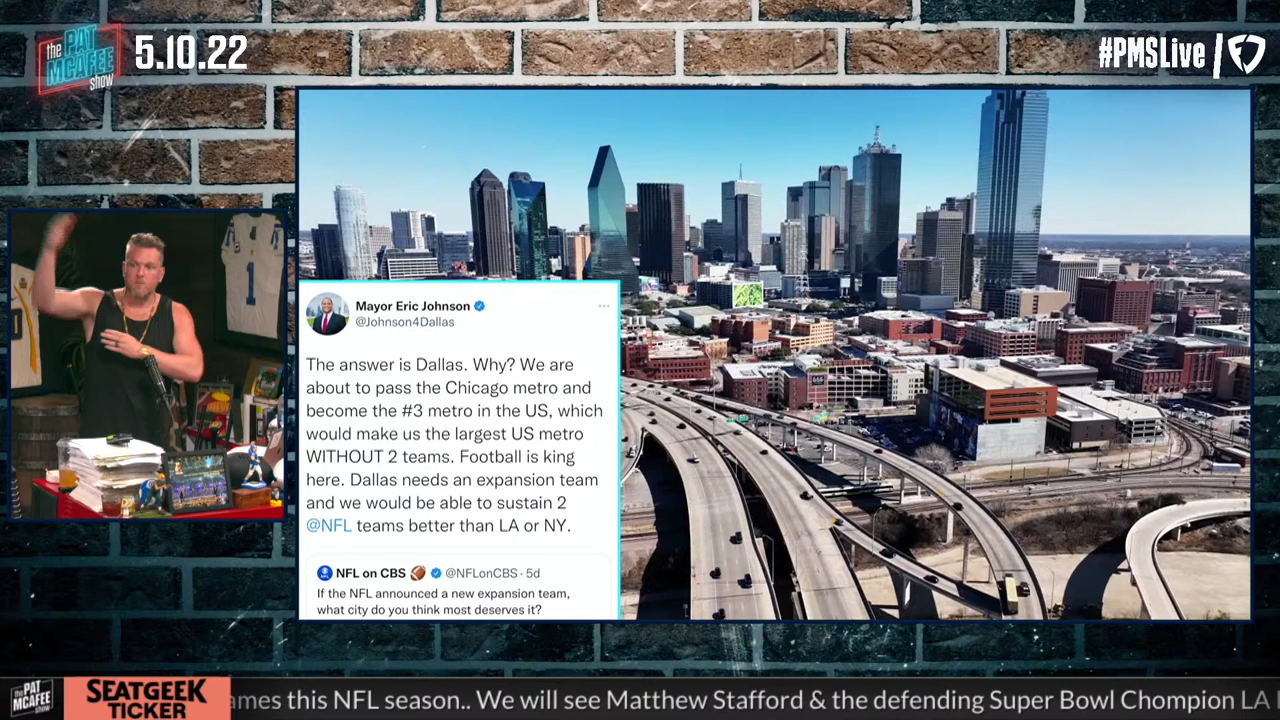 the
PAT
MCAFEE
show
5.10.22
#PMSLive
Mayor Eric Johnson
@Johnson4Dallas
The answer is Dallas. Why? We are
about to pass the Chicago metro and
become the #3 metro in the US, which
would make us the largest US metro
WITHOUT 2 teams. Football is king
here. Dallas needs an expansion team
and we would be able to sustain 2
@NFL teams better than LA or NY.
NFL on CBS @NFLonCBS · 5d
If the NFL announced a new expansion team,
what city do you think most deserves it?
1
the
PAT
MCAFEE
show
SEATGEEK
TICKER
ames this NFL season.. We will see Matthew Stafford & the defending Super Bowl Chompion LA